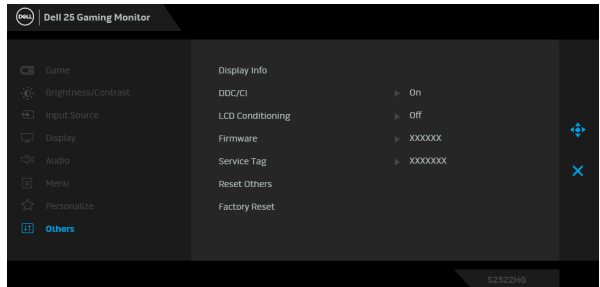 DELL Dell 25 Gaming Monitor
Game
Brightness/Contrast
Input Source
Display
Audio
Menu
Personalize
Others
Display Info
DDC/CI On
LCD Conditioning Off
Firmware XXXXXX
Service Tag XXXXXXX
Reset Others
Factory Reset
S2522HG